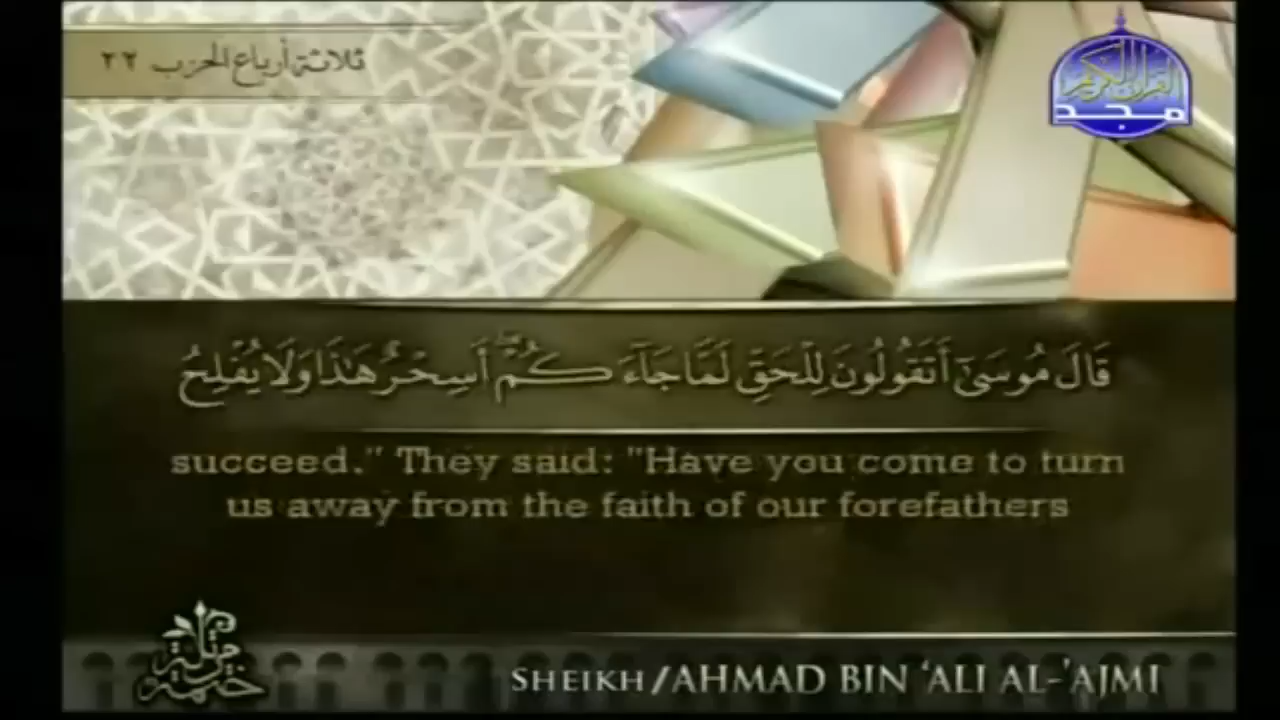 ثلاثة أرباع الحزب ٢٢
القرآن الكريم
مجد
قَالَ مُوسَىٰٓ أَتَقُولُونَ لِلْحَقِّ لَمَّا جَآءَكُمْ ۖ أَسِحْرٌ هَٰذَا وَلَا يُفْلِحُ
succeed." They said: "Have you come to turn
us away from the faith of our forefathers
ختمة مرتلة
SHEIKH/AHMAD BIN ‘ALI AL-'AJMI